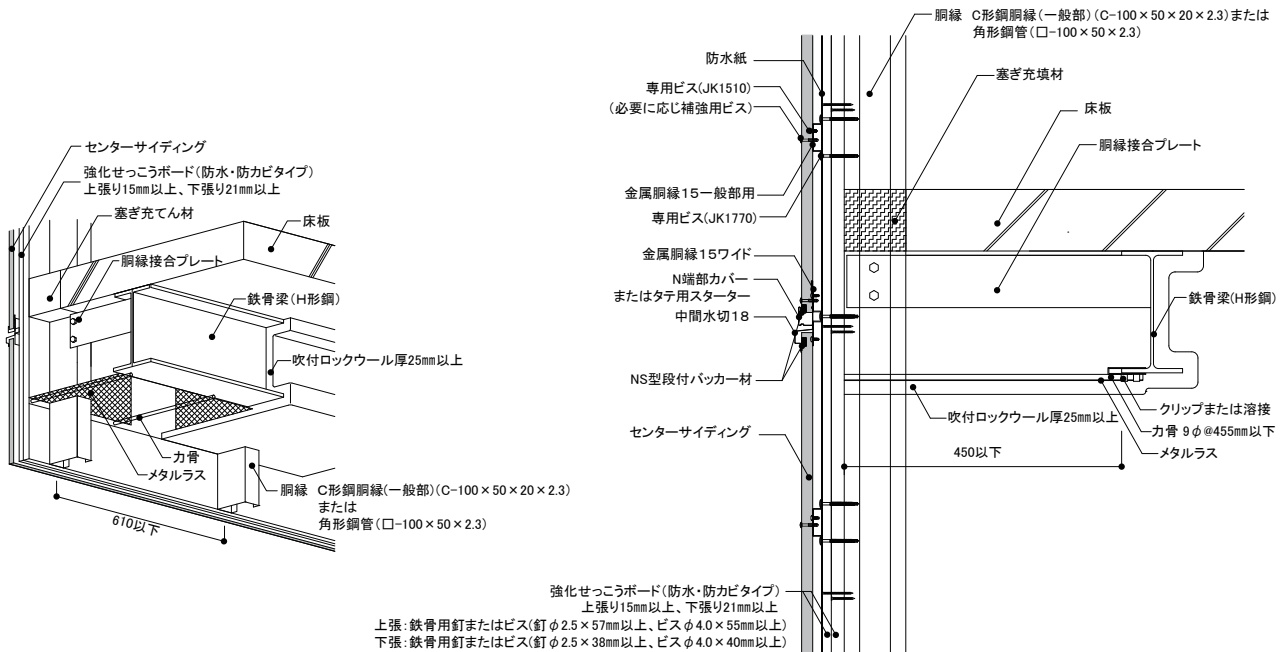 センターサイディング
強化せっこうボード(防水・防カビタイプ)
上張り15mm以上、下張り21mm以上
塞ぎ充てん材
床板
胴縁接合プレート
鉄骨梁(H形鋼)
吹付ロックウール厚25mm以上
力骨
メタルラス
胴縁 C形鋼胴縁(一般部)(C-100×50×20×2.3)
または
角形鋼管(□-100×50×2.3)
610以下
胴縁 C形鋼胴縁(一般部)(C-100×50×20×2.3)または
角形鋼管(□-100×50×2.3)
防水紙
塞ぎ充填材
専用ビス(JK1510)
(必要に応じ補強用ビス)
床板
胴縁接合プレート
金属胴縁15一般部用
専用ビス(JK1770)
金属胴縁15ワイド
N端部カバー
またはタテ用スターター
中間水切18
鉄骨梁(H形鋼)
NS型段付バッカー材
吹付ロックウール厚25mm以上
クリップまたは溶接
力骨 9φ@455mm以下
メタルラス
センターサイディング
450以下
強化せっこうボード(防水・防カビタイプ)
上張り15mm以上、下張り21mm以上
上張:鉄骨用釘またはビス(釘φ2.5×57mm以上、ビスφ4.0×55mm以上)
下張:鉄骨用釘またはビス(釘φ2.5×38mm以上、ビスφ4.0×40mm以上)